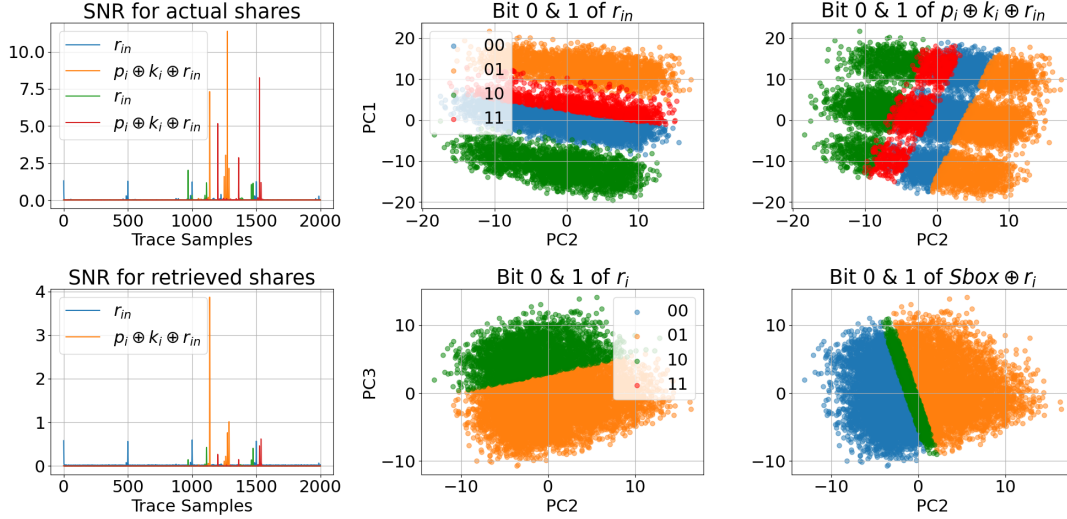 SNR for actual shares
10.0
7.5
5.0
2.5
0.0
r_in
p_i ⊕ k_i ⊕ r_in
r_in
p_i ⊕ k_i ⊕ r_in
0 500 1000 1500 2000
Trace Samples
Bit 0 & 1 of r_in
PC1
20
10
0
−10
−20
00
01
10
11
−20 −10 0 10
PC2
Bit 0 & 1 of p_i ⊕ k_i ⊕ r_in
20
10
0
−10
−20
−20 −10 0 10
PC2
SNR for retrieved shares
4
3
2
1
0
r_in
p_i ⊕ k_i ⊕ r_in
0 500 1000 1500 2000
Trace Samples
Bit 0 & 1 of r_i
PC3
10
0
−10
00
01
10
11
−10 0 10
PC2
Bit 0 & 1 of Sbox ⊕ r_i
10
0
−10
−10 0 10
PC2